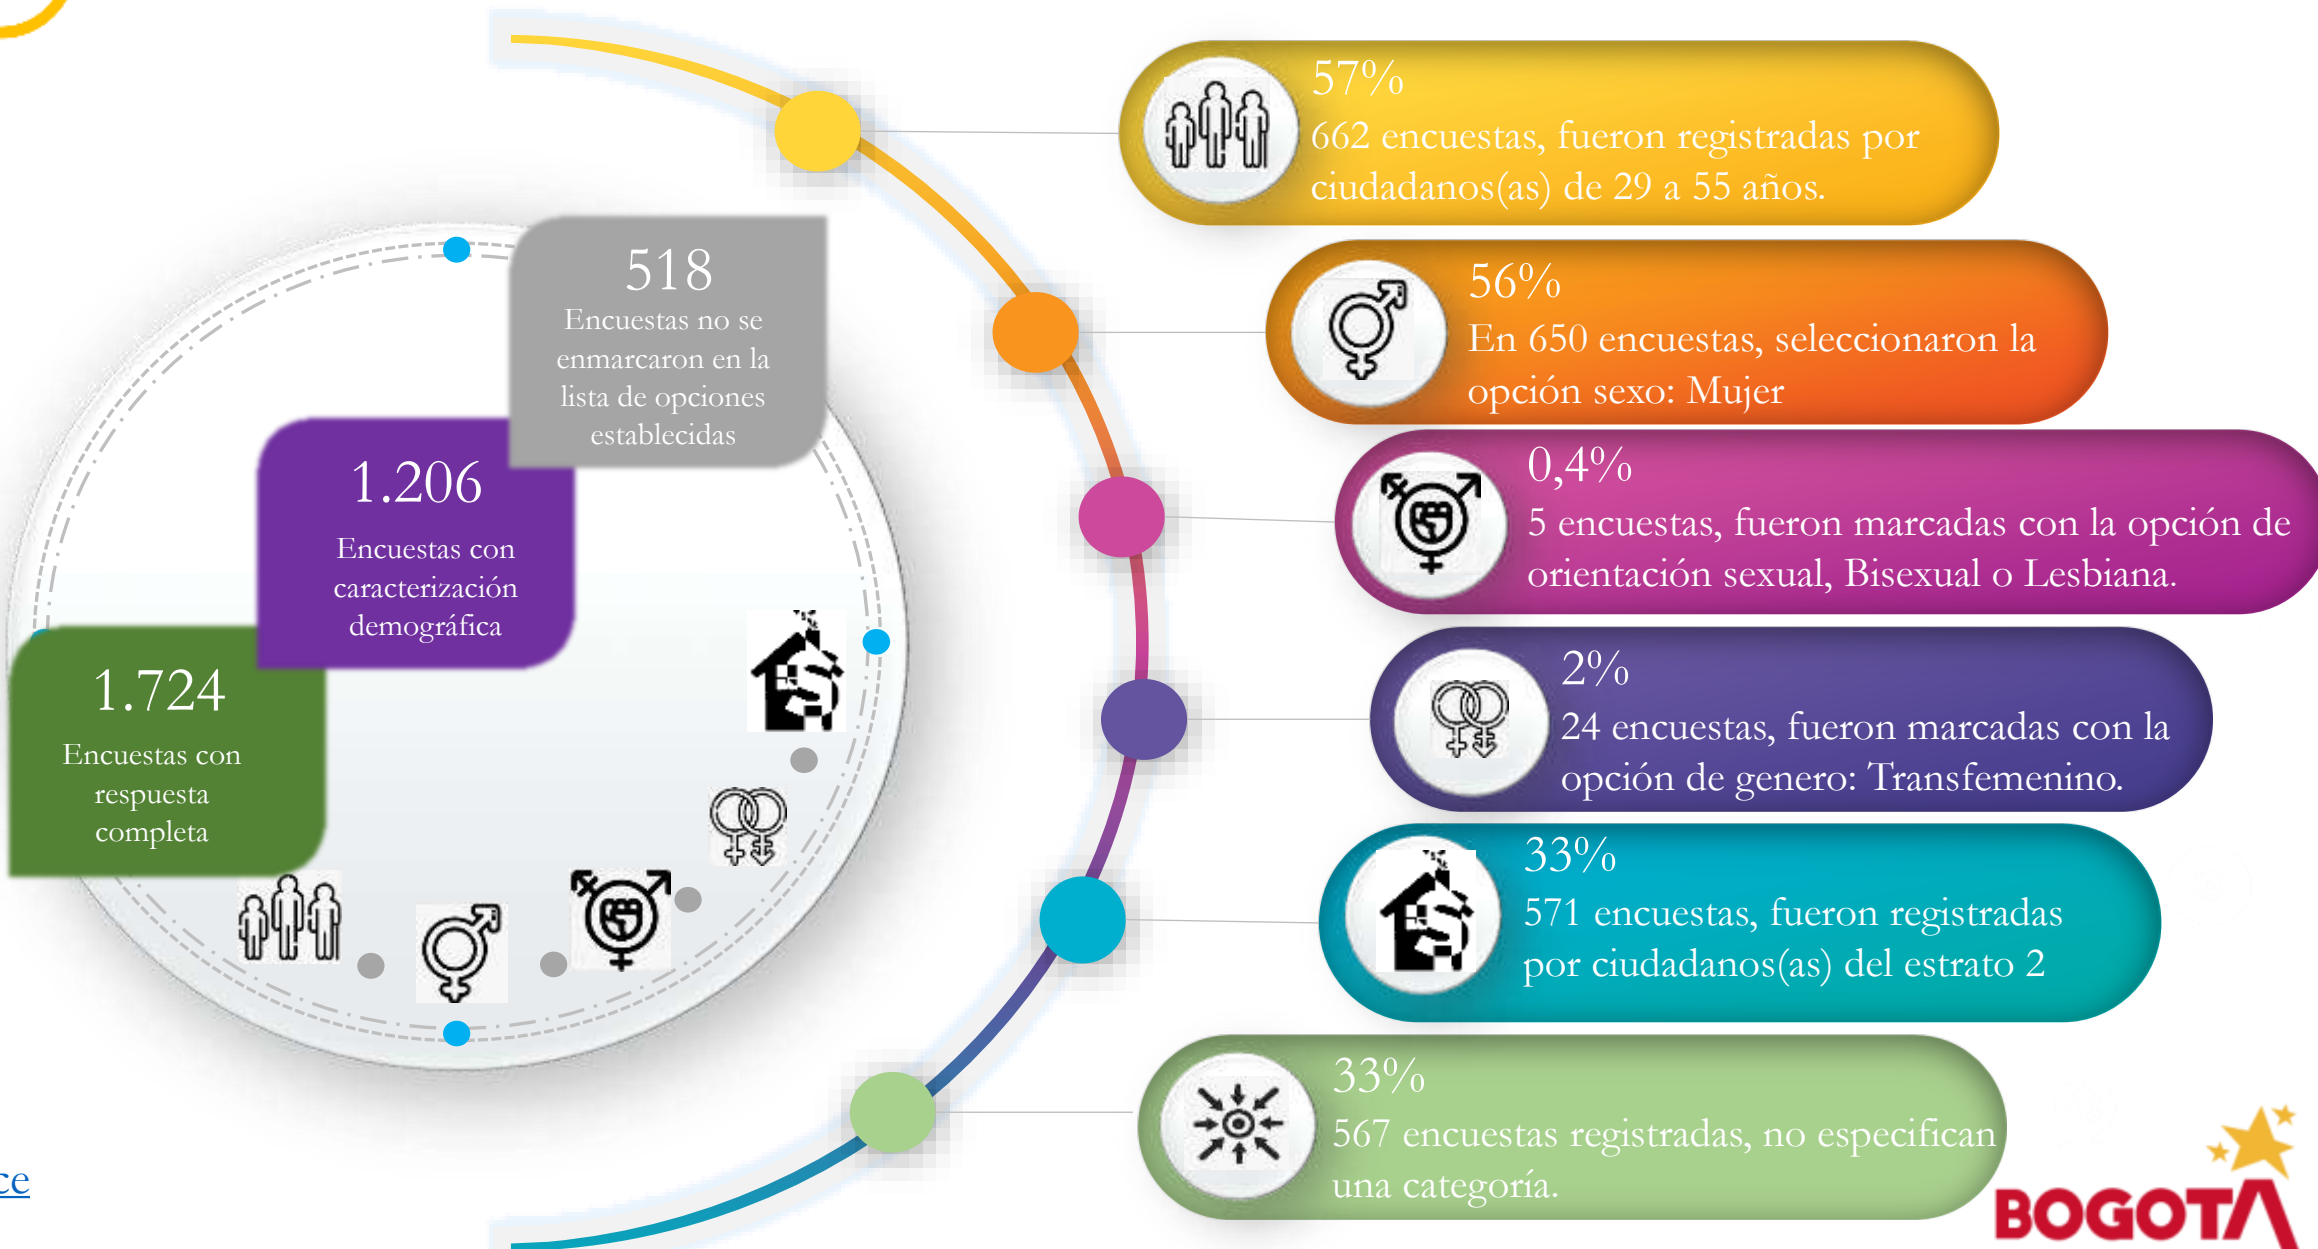 518
Encuestas no se
enmarcaron en la
lista de opciones
establecidas
1.206
Encuestas con
caracterización
demográfica
1.724
Encuestas con
respuesta
completa
57%
662 encuestas, fueron registradas por
ciudadanos(as) de 29 a 55 años.
56%
En 650 encuestas, seleccionaron la
opción sexo: Mujer
0,4%
5 encuestas, fueron marcadas con la opción de
orientación sexual, Bisexual o Lesbiana.
2%
24 encuestas, fueron marcadas con la
opción de genero: Transfemenino.
33%
571 encuestas, fueron registradas
por ciudadanos(as) del estrato 2
33%
567 encuestas registradas, no especifican
una categoría.
ce
BOGOTÁ